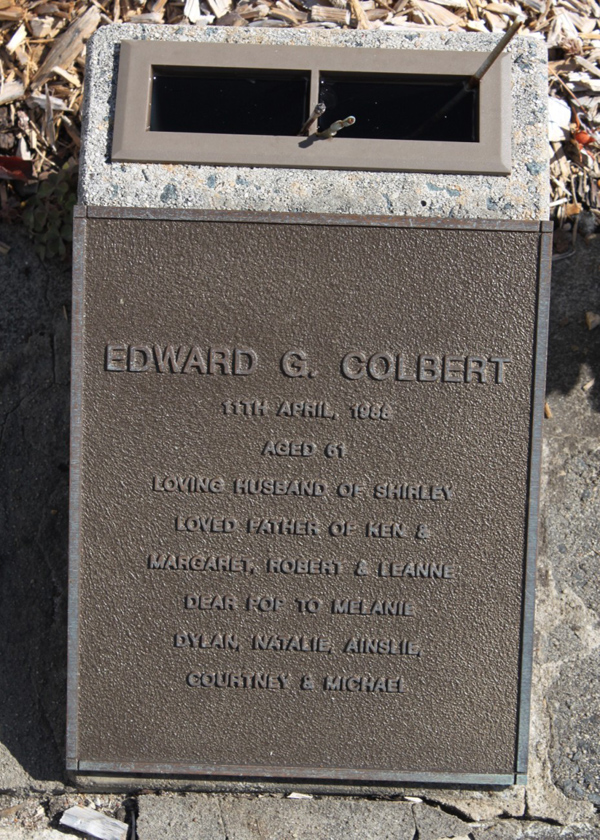 EDWARD G. COLBERT
11TH APRIL, 1988
AGED 61
LOVING HUSBAND OF SHIRLEY
LOVED FATHER OF KEN &
MARGARET, ROBERT & LEANNE
DEAR POP TO MELANIE
DYLAN, NATALIE, AINSLIE,
COURTNEY & MICHAEL